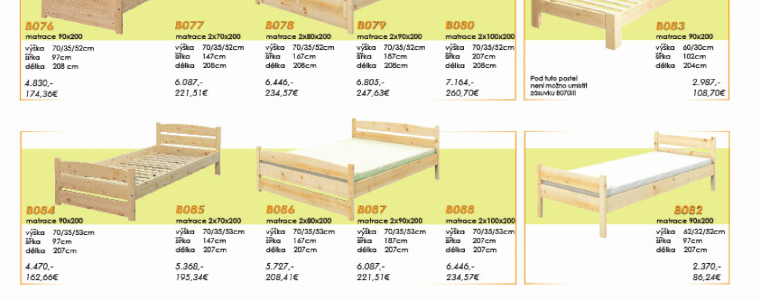 B076
matrace 90x200
výška 70/35/52cm
šířka 97cm
délka 208 cm
4.830,-
174,36€
B077
matrace 2x70x200
výška 70/35/52cm
šířka 147cm
délka 208cm
6.087,-
221,51€
B078
matrace 2x80x200
výška 70/35/52cm
šířka 167cm
délka 208cm
6.446,-
234,57€
B079
matrace 2x90x200
výška 70/35/52cm
šířka 187cm
délka 208cm
6.805,-
247,63€
B080
matrace 2x100x200
výška 70/35/52cm
šířka 207cm
délka 208cm
7.164,-
260,70€
Pod tuto postel
není možno umístit
zásuvku B070!!!
B083
matrace 90x200
výška 60/30cm
šířka 102cm
délka 204cm
2.987,-
108,70€
B084
matrace 90x200
výška 70/35/53cm
šířka 97cm
délka 207cm
4.470,-
162,66€
B085
matrace 2x70x200
výška 70/35/53cm
šířka 147cm
délka 207cm
5.368,-
195,34€
B086
matrace 2x80x200
výška 70/35/53cm
šířka 167cm
délka 207cm
5.727,-
208,41€
B087
matrace 2x90x200
výška 70/35/53cm
šířka 187cm
délka 207cm
6.087,-
221,51€
B088
matrace 2x100x200
výška 70/35/53cm
šířka 207cm
délka 207cm
6.446,-
234,57€
B082
matrace 90x200
výška 62/32/52cm
šířka 97cm
délka 207cm
2.370,-
86,24€